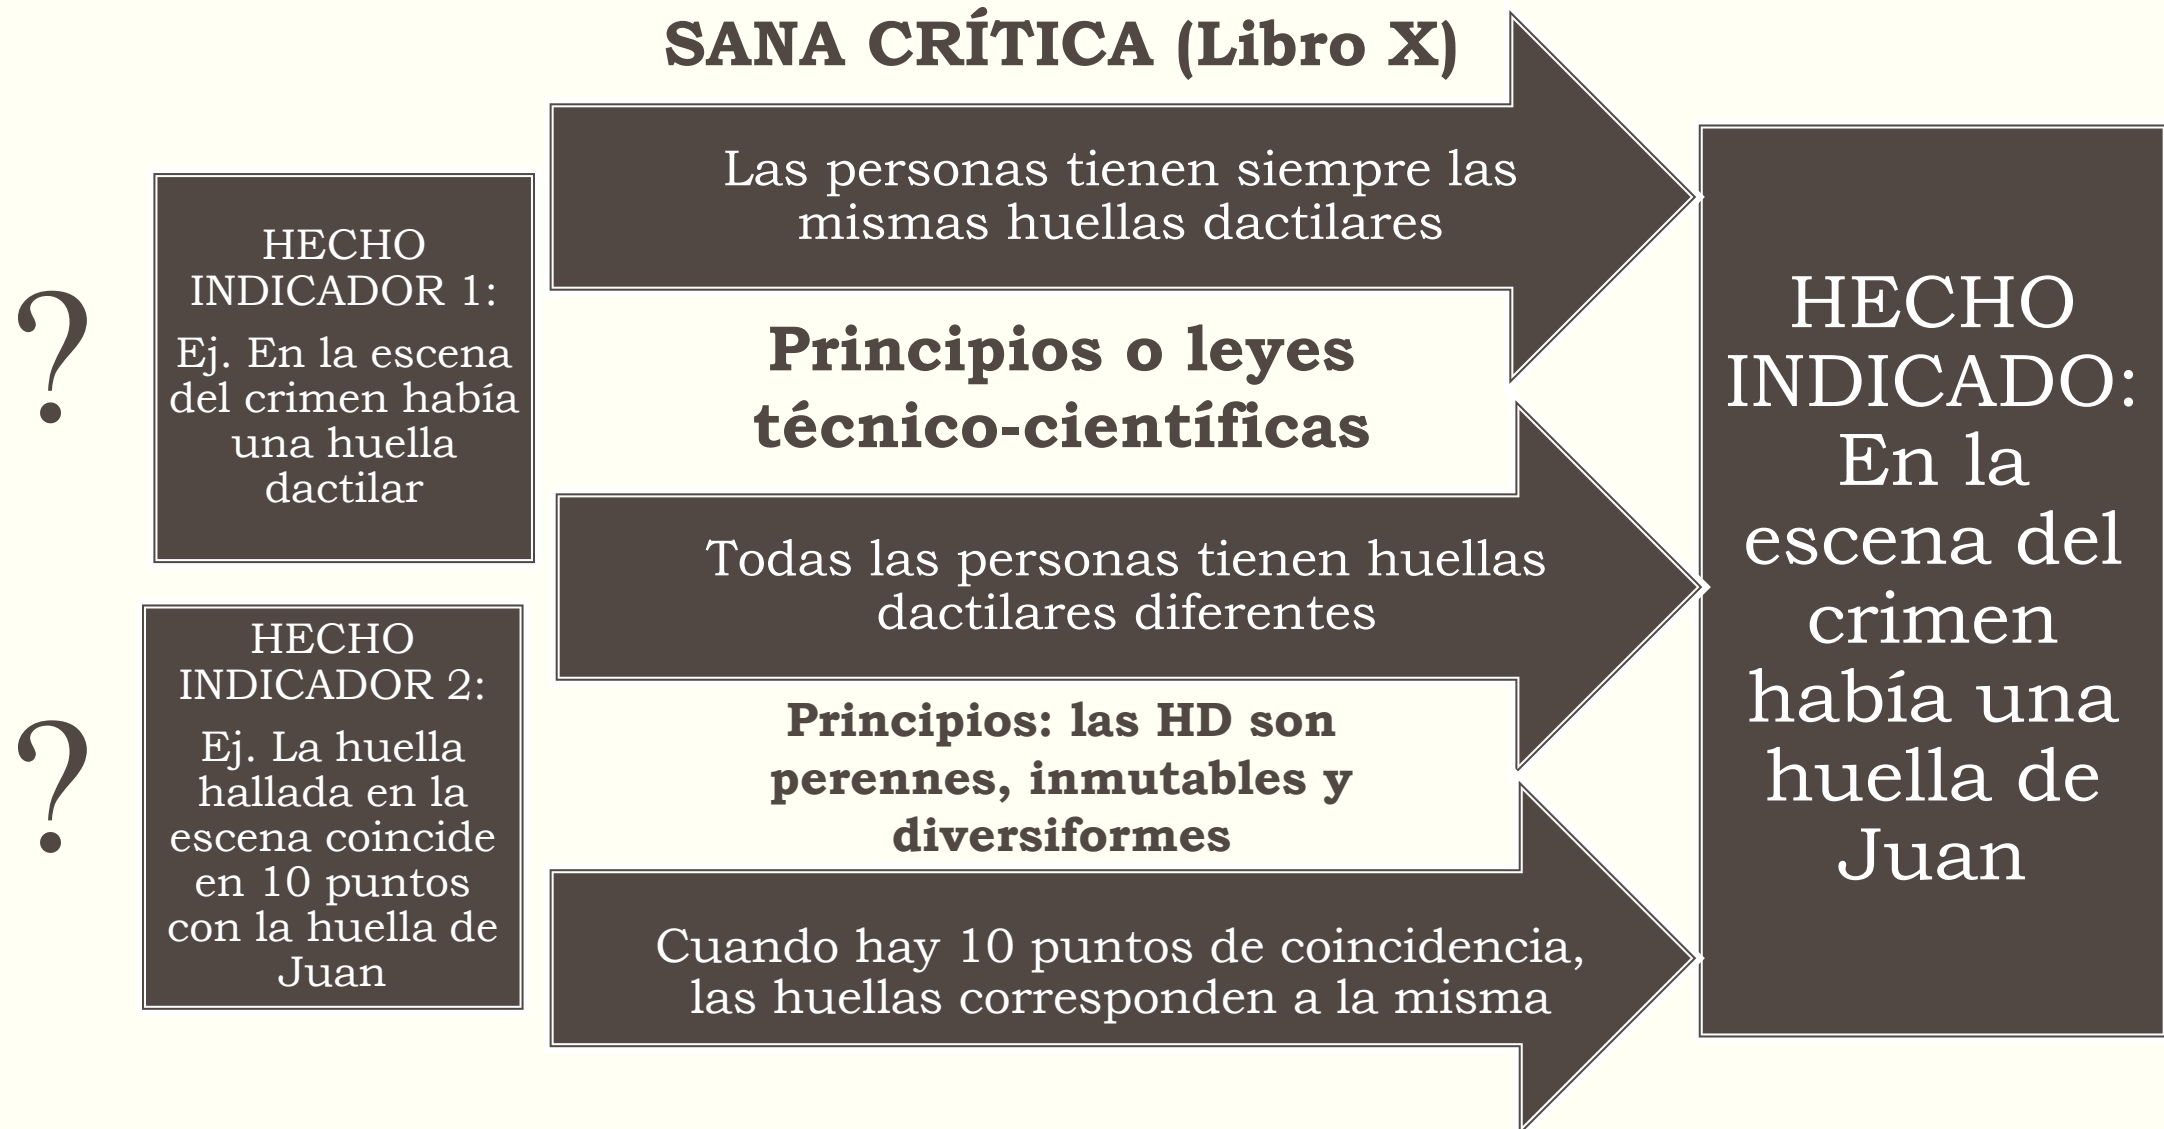 SANA CRÍTICA (Libro X)
?
HECHO
INDICADOR 1:
Ej. En la escena
del crimen había
una huella
dactilar
?
HECHO
INDICADOR 2:
Ej. La huella
hallada en la
escena coincide
en 10 puntos
con la huella de
Juan
Las personas tienen siempre las
mismas huellas dactilares
Principios o leyes
técnico-científicas
Todas las personas tienen huellas
dactilares diferentes
Principios: las HD son
perennes, inmutables y
diversiformes
Cuando hay 10 puntos de coincidencia,
las huellas corresponden a la misma
HECHO
INDICADO:
En la
escena del
crimen
había una
huella de
Juan